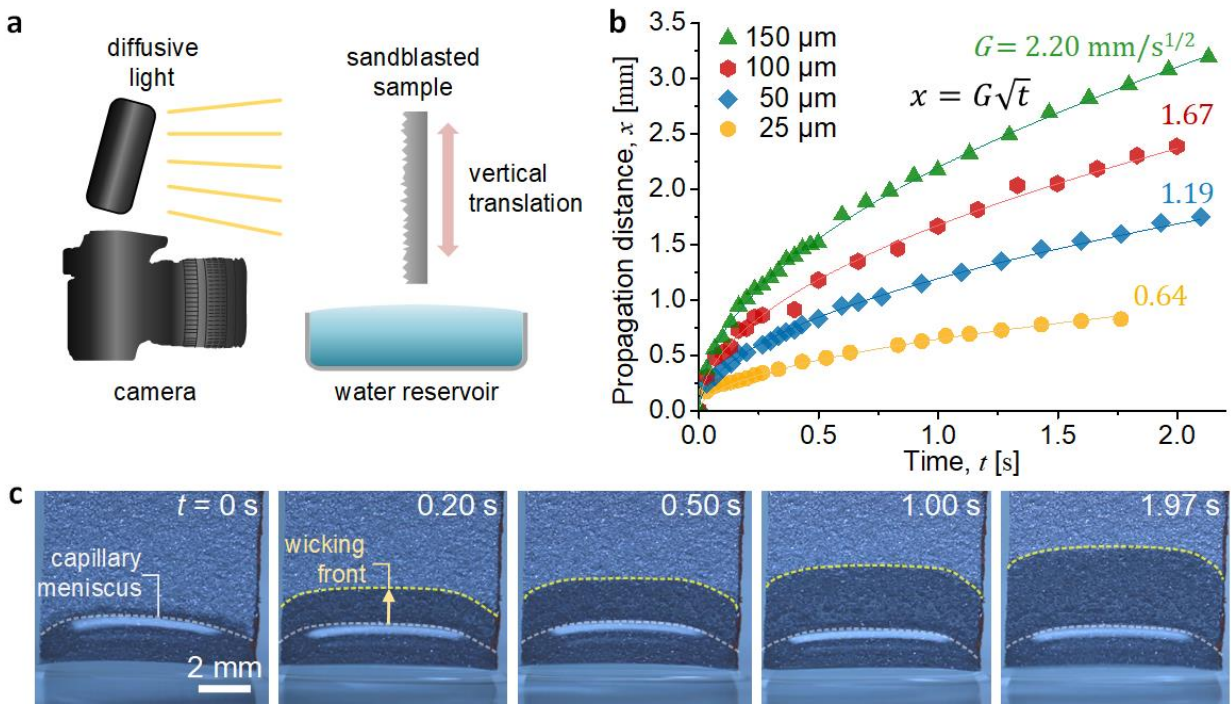 a
diffusive
light
sandblasted
sample
vertical
translation
camera
water reservoir
b
150 µm
100 µm
50 µm
25 µm
G = 2.20 mm/s^{1/2}
x = G√t
1.67
1.19
0.64
Propagation distance, x [mm]
3.5
3.0
2.5
2.0
1.5
1.0
0.5
0.0
0.0 0.5 1.0 1.5 2.0
Time, t [s]
c
t = 0 s
capillary
meniscus
2 mm
0.20 s
wicking
front
0.50 s
1.00 s
1.97 s